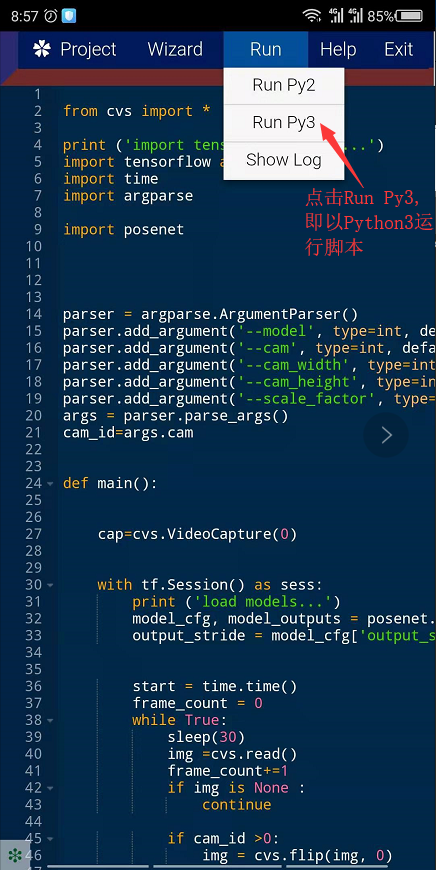 8:57 4G 4G 85%
Project Wizard Run Help Exit
Run Py2
Run Py3
Show Log
点击Run Py3,
即以Python3运
行脚本
1
2 from cvs import *
3
4 print ('import tens ...')
5 import tensorflow a
6 import time
7 import argparse
8
9 import posenet
10
11
12
13
14 parser = argparse.ArgumentParser()
15 parser.add_argument('--model', type=int, de
16 parser.add_argument('--cam', type=int, defa
17 parser.add_argument('--cam_width', type=int
18 parser.add_argument('--cam_height', type=in
19 parser.add_argument('--scale_factor', type=
20 args = parser.parse_args()
21 cam_id=args.cam
22
23
24 def main():
25
26
27 cap=cvs.VideoCapture(0)
28
29
30 with tf.Session() as sess:
31 print ('load models...')
32 model_cfg, model_outputs = posenet.
33 output_stride = model_cfg['output_s
34
35
36 start = time.time()
37 frame_count = 0
38 while True:
39 sleep(30)
40 img =cvs.read()
41 frame_count+=1
42 if img is None :
43 continue
44
45 if cam_id >0:
46 img = cvs.flip(img, 0)
47